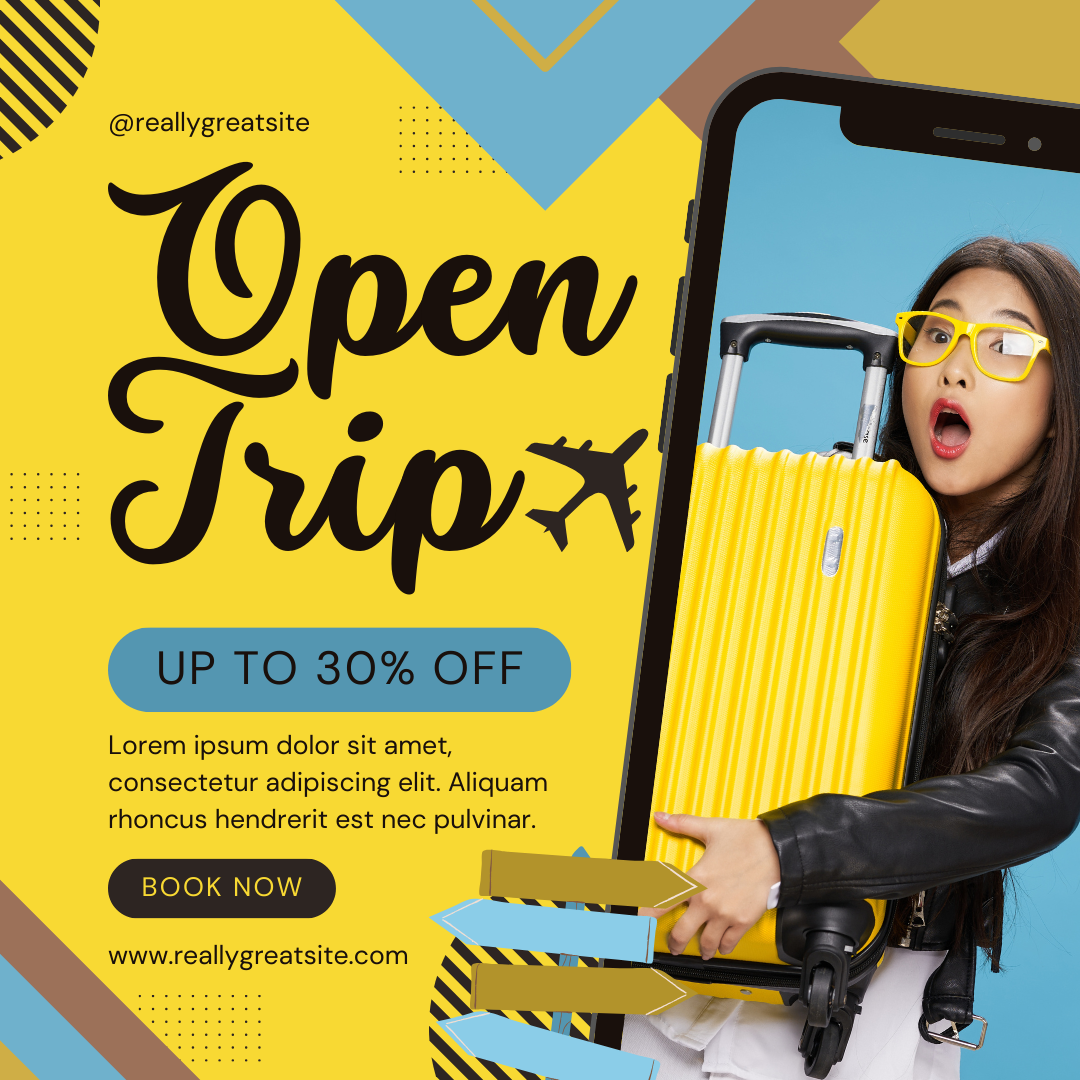 @reallygreatsite
Open
Trip
UP TO 30% OFF
Lorem ipsum dolor sit amet,
consectetur adipiscing elit. Aliquam
rhoncus hendrerit est nec pulvinar.
BOOK NOW
www.reallygreatsite.com